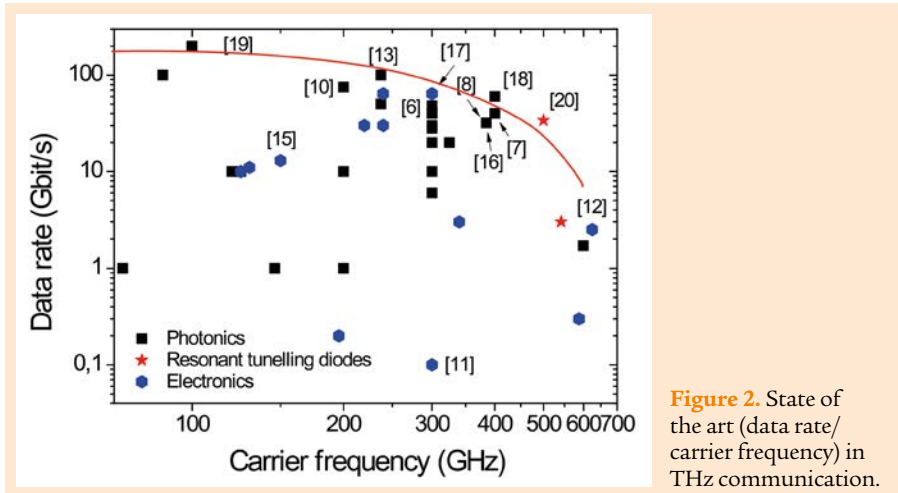 [19]
[13]
[17]
[10]
[8]
[18]
[6]
[20]
[15]
[16]
[7]
[12]
[11]
100
10
1
0,1
Data rate (Gbit/s)
Photonics
Resonant tunelling diodes
Electronics
100
200
300
400
500
600
700
Carrier frequency (GHz)
Figure 2. State of
the art (data rate/
carrier frequency) in
THz communication.